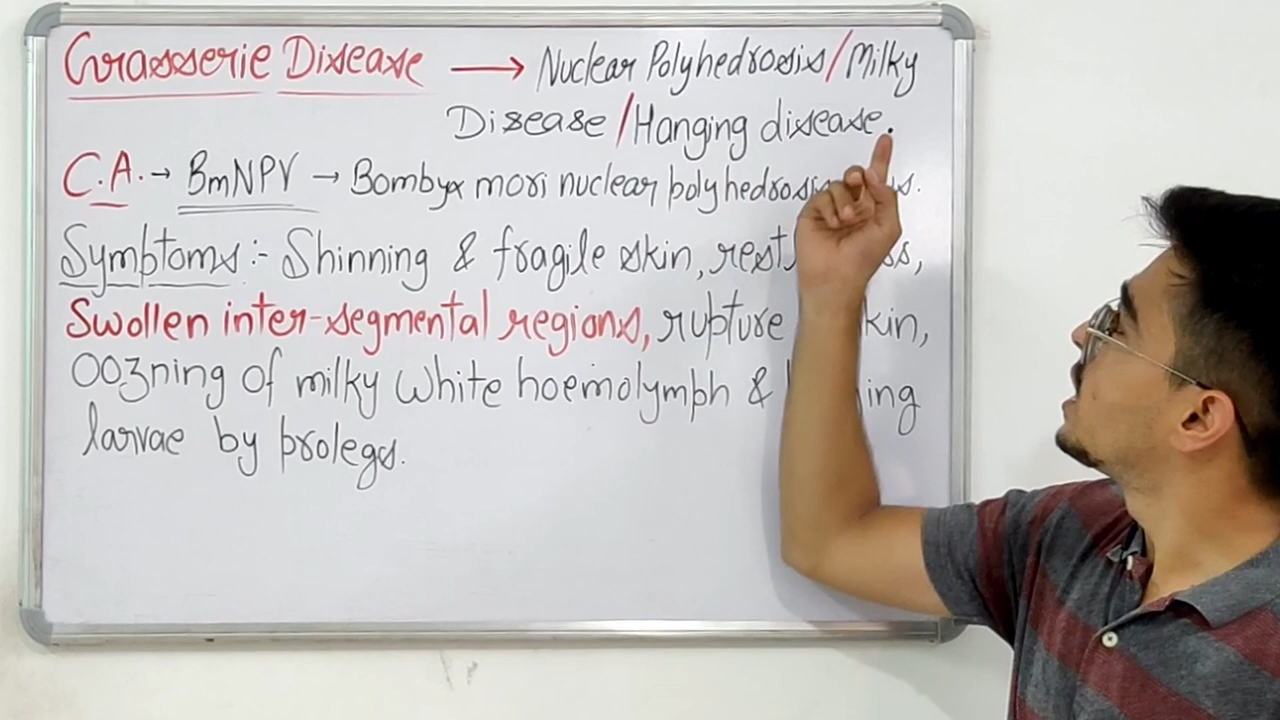 Grasserie Disease → Nuclear Polyhedrosis/Milky
Disease/Hanging disease.
C.A. → BmNPV → Bombyx mori nuclear polyhedrosis
Symptoms:- Shinning & fragile skin,
Swollen inter-segmental regions, rupture
Oozning of milky white hoemolymph &
larvae by prolegs.